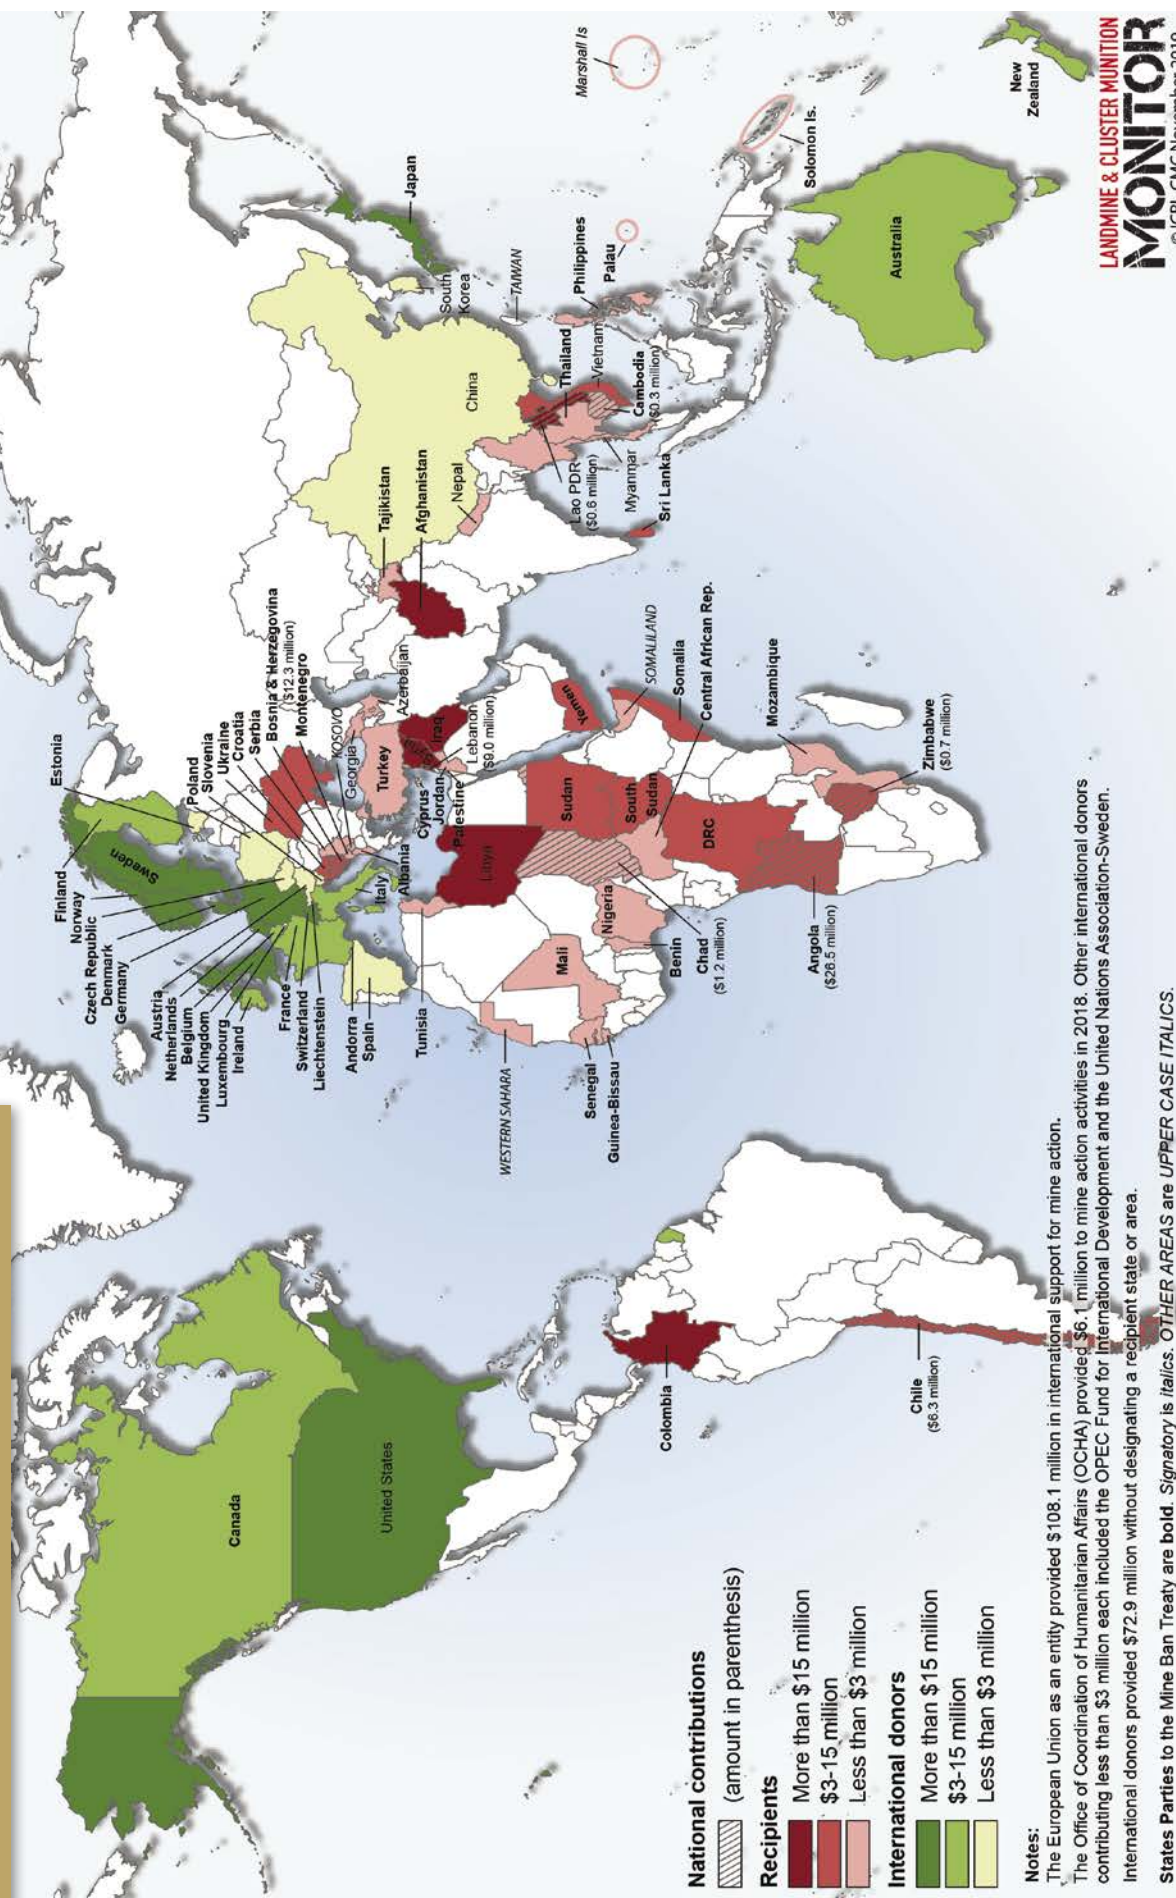 Estonia
Finland
Norway
Sweden
Czech Republic
Denmark
Germany
Austria
Netherlands
Belgium
United Kingdom
Luxembourg
Ireland
France
Switzerland
Liechtenstein
Andorra
Spain
Italy
Albania
Poland
Slovenia
Ukraine
Croatia
Serbia
Bosnia & Herzegovina
($12.3 million)
Montenegro
KOSOVO
Georgia
Azerbaijan
Turkey
Cyprus
Syria
Iraq
Lebanon
($9.0 million)
Jordan
Palestine
Tajikistan
Afghanistan
Nepal
China
South
Korea
Japan
TAIWAN
Philippines
Palau
Thailand
Vietnam
Cambodia
($0.3 million)
Lao PDR
($0.6 million)
Myanmar
Sri Lanka
Marshall Is
Solomon Is.
Australia
New
Zealand
Canada
United States
Colombia
Chile
($6.3 million)
Tunisia
Libya
WESTERN SAHARA
Senegal
Guinea-Bissau
Mali
Nigeria
Benin
Chad
($1.2 million)
Sudan
South
Sudan
Yemen
SOMALILAND
Somalia
Central African Rep.
DRC
Angola
($26.5 million)
Mozambique
Zimbabwe
($0.7 million)
National contributions
(amount in parenthesis)
Recipients
More than $15 million
$3-15 million
Less than $3 million
International donors
More than $15 million
$3-15 million
Less than $3 million
Notes:
The European Union as an entity provided $108.1 million in international support for mine action.
The Office of Coordination of Humanitarian Affairs (OCHA) provided $6.1 million to mine action activities in 2018. Other international donors
contributing less than $3 million each included the OPEC Fund for International Development and the United Nations Association-Sweden.
International donors provided $72.9 million without designating a recipient state or area.
States Parties to the Mine Ban Treaty are bold. Signatory is italics. OTHER AREAS are UPPER CASE ITALICS.
LANDMINE & CLUSTER MUNITION
MONITOR
© ICBL-CMC November 2019